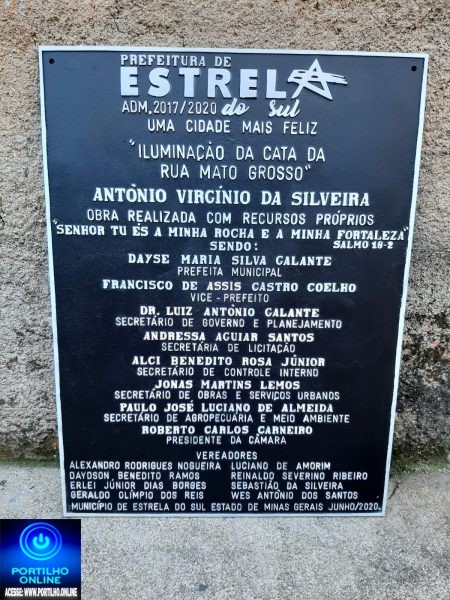 PREFEITURA DE
ESTRELA
ADM. 2017/2020 do sul
UMA CIDADE MAIS FELIZ
"ILUMINAÇÃO DA CATA DA
RUA MATO GROSSO"
ANTÔNIO VIRGÍNIO DA SILVEIRA
OBRA REALIZADA COM RECURSOS PRÓPRIOS
"SENHOR TU ÉS A MINHA ROCHA E A MINHA FORTALEZA"
SENDO: SALMO 18-2
DAYSE MARIA SILVA GALANTE
PREFEITA MUNICIPAL
FRANCISCO DE ASSIS CASTRO COELHO
VICE-PREFEITO
DR. LUIZ ANTÔNIO GALANTE
SECRETÁRIO DE GOVERNO E PLANEJAMENTO
ANDRESSA AGUIAR SANTOS
SECRETÁRIA DE LICITAÇÃO
ALCI BENEDITO ROSA JÚNIOR
SECRETÁRIO DE CONTROLE INTERNO
JONAS MARTINS LEMOS
SECRETÁRIO DE OBRAS E SERVIÇOS URBANOS
PAULO JOSÉ LUCIANO DE ALMEIDA
SECRETÁRIO DE AGROPECUÁRIA E MEIO AMBIENTE
ROBERTO CARLOS CARNEIRO
PRESIDENTE DA CÂMARA
VEREADORES
ALEXANDRO RODRIGUES NOGUEIRA LUCIANO DE AMORIM
DAYDSON BENEDITO RAMOS REINALDO SEVERINO RIBEIRO
ERLEI JÚNIOR DIAS BORGES SEBASTIÃO DA SILVEIRA
GERALDO OLÍMPIO DOS REIS WES ANTONIO DOS SANTOS
MUNICÍPIO DE ESTRELA DO SUL ESTADO DE MINAS GERAIS JUNHO/2020.
PORTILHO
ONLINE
ACESSE: WWW.PORTILHO.ONLINE